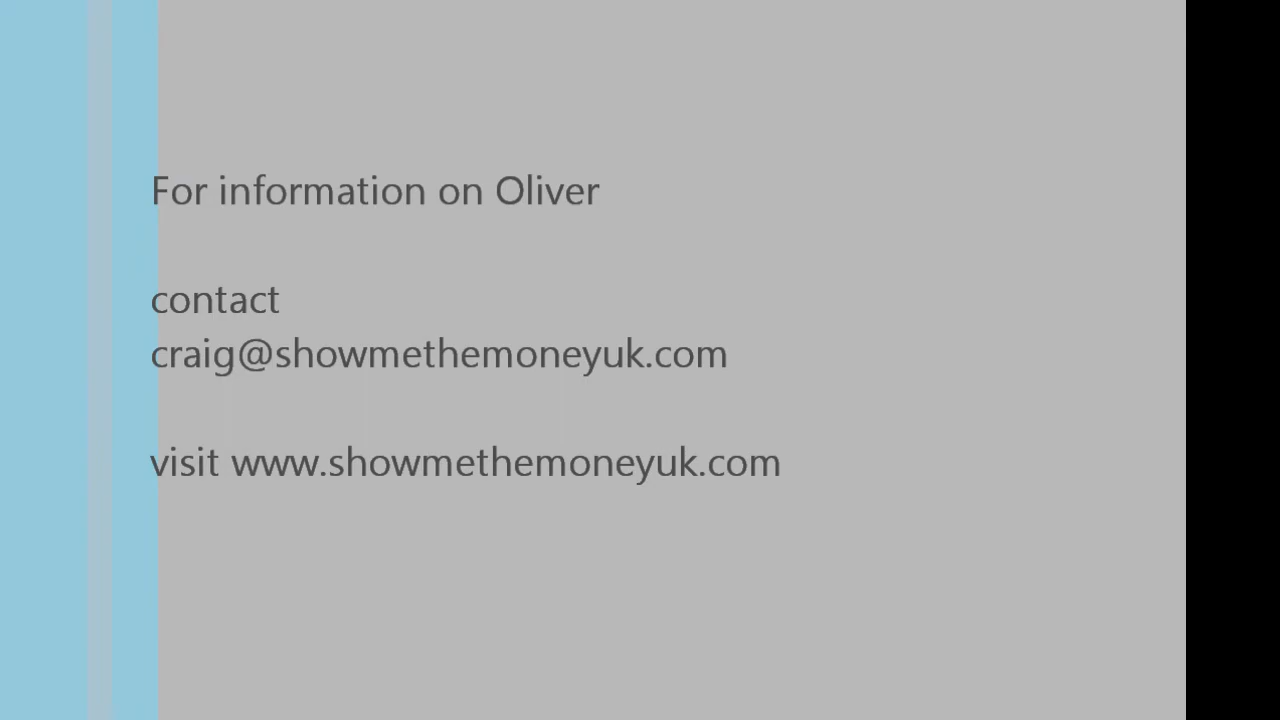 For information on Oliver
contact
craig@showmethemoneyuk.com
visit www.showmethemoneyuk.com